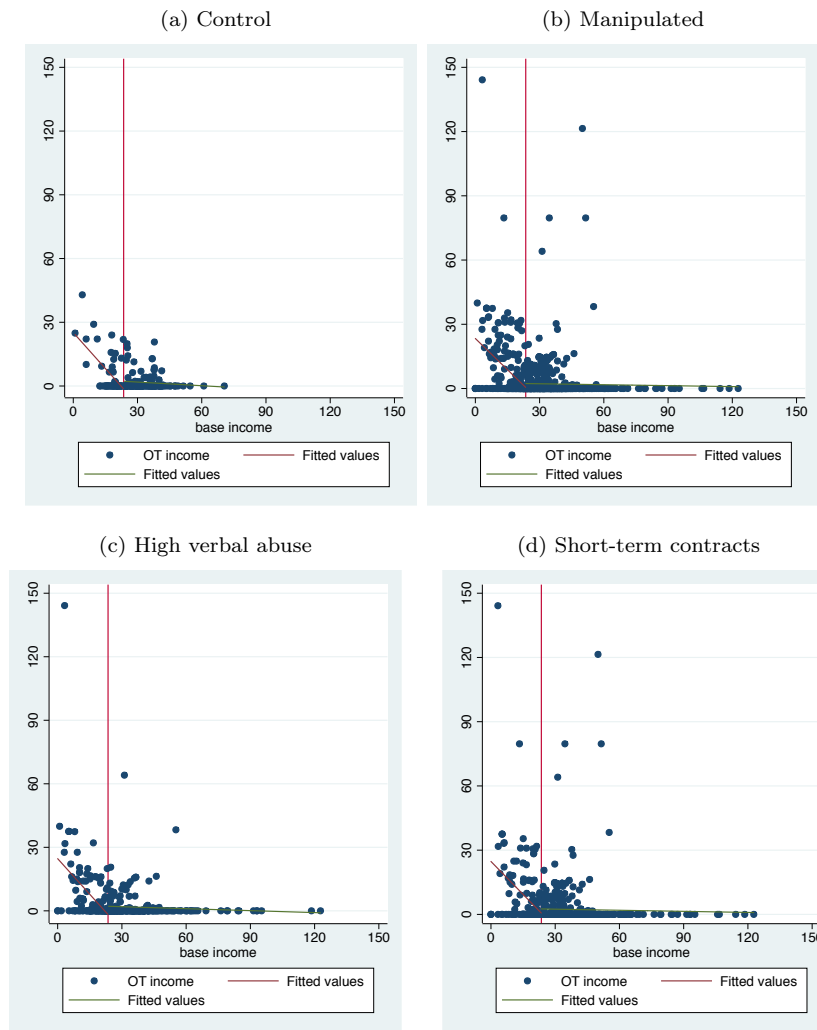 (a) Control
(b) Manipulated
150
120
90
60
30
0
0 30 60 90 120 150
base income
OT income Fitted values
Fitted values
150
120
90
60
30
0
0 30 60 90 120 150
base income
OT income Fitted values
Fitted values
(c) High verbal abuse
(d) Short-term contracts
150
120
90
60
30
0
0 30 60 90 120 150
base income
OT income Fitted values
Fitted values
150
120
90
60
30
0
0 30 60 90 120 150
base income
OT income Fitted values
Fitted values